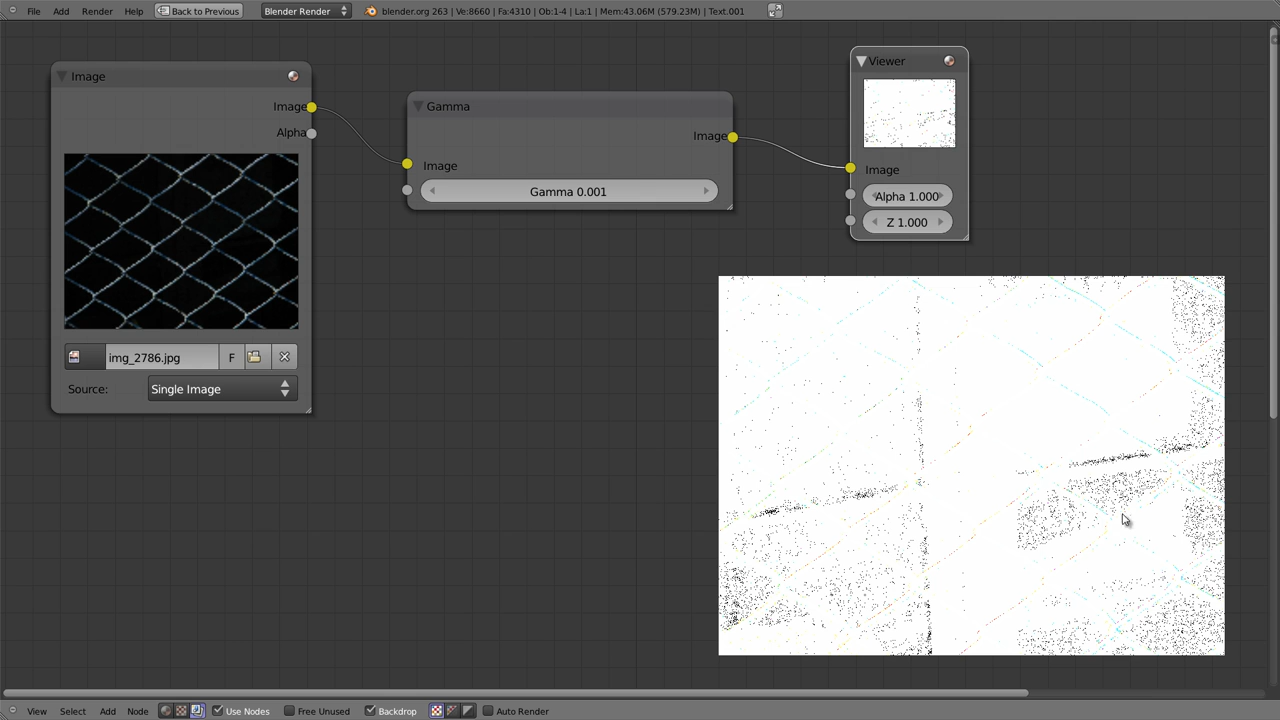 File Add Render Help Back to Previous Blender Render blender.org 263 | Ve:8660 | Fa:4310 | Ob:1-4 | La:1 | Mem:43.06M (579.23M) | Text.001
Image
Image
Alpha
img_2786.jpg F
Source: Single Image
Gamma
Image
Image
Gamma 0.001
Viewer
Image
Alpha 1.000
Z 1.000
View Select Add Node Use Nodes Free Unused Backdrop Auto Render